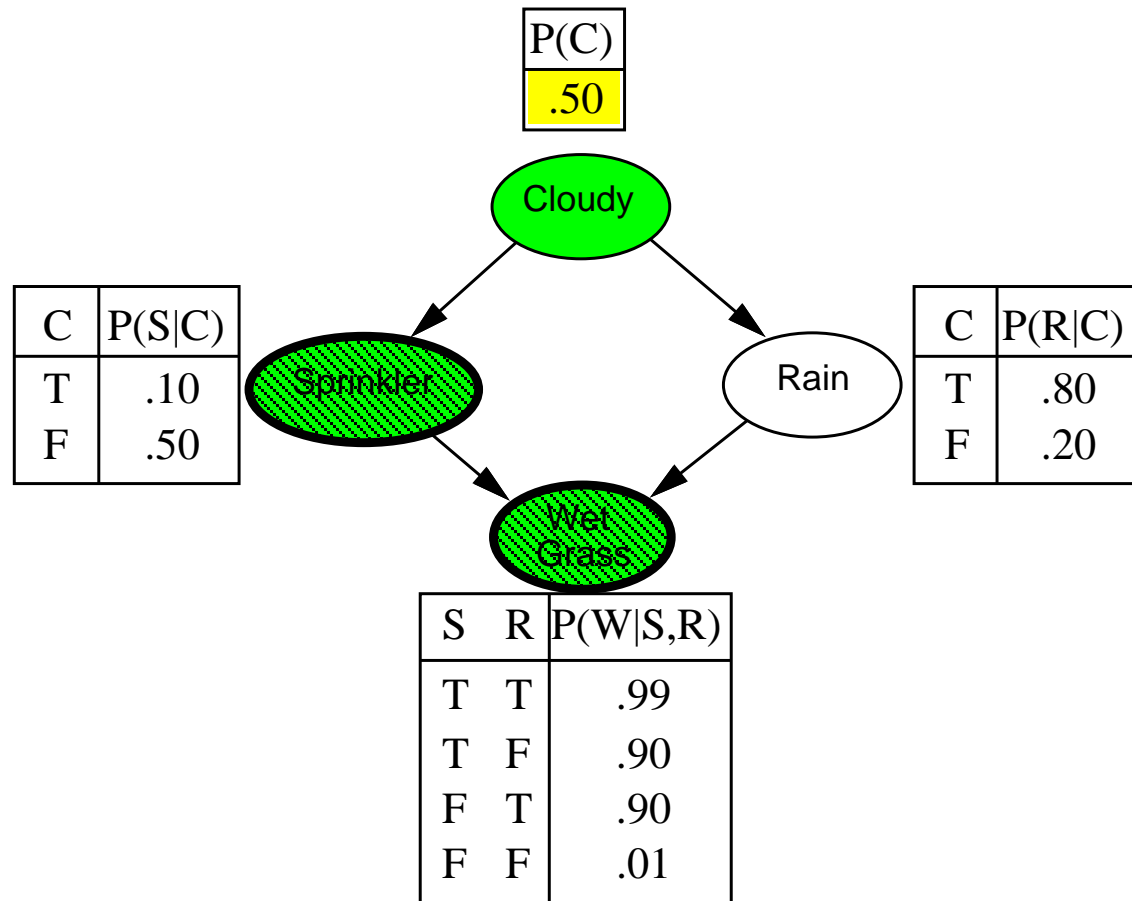 P(C)
.50
Cloudy
C P(S|C)
T .10
F .50
Sprinkler
Rain
C P(R|C)
T .80
F .20
Wet
Grass
S R P(W|S,R)
T T .99
T F .90
F T .90
F F .01